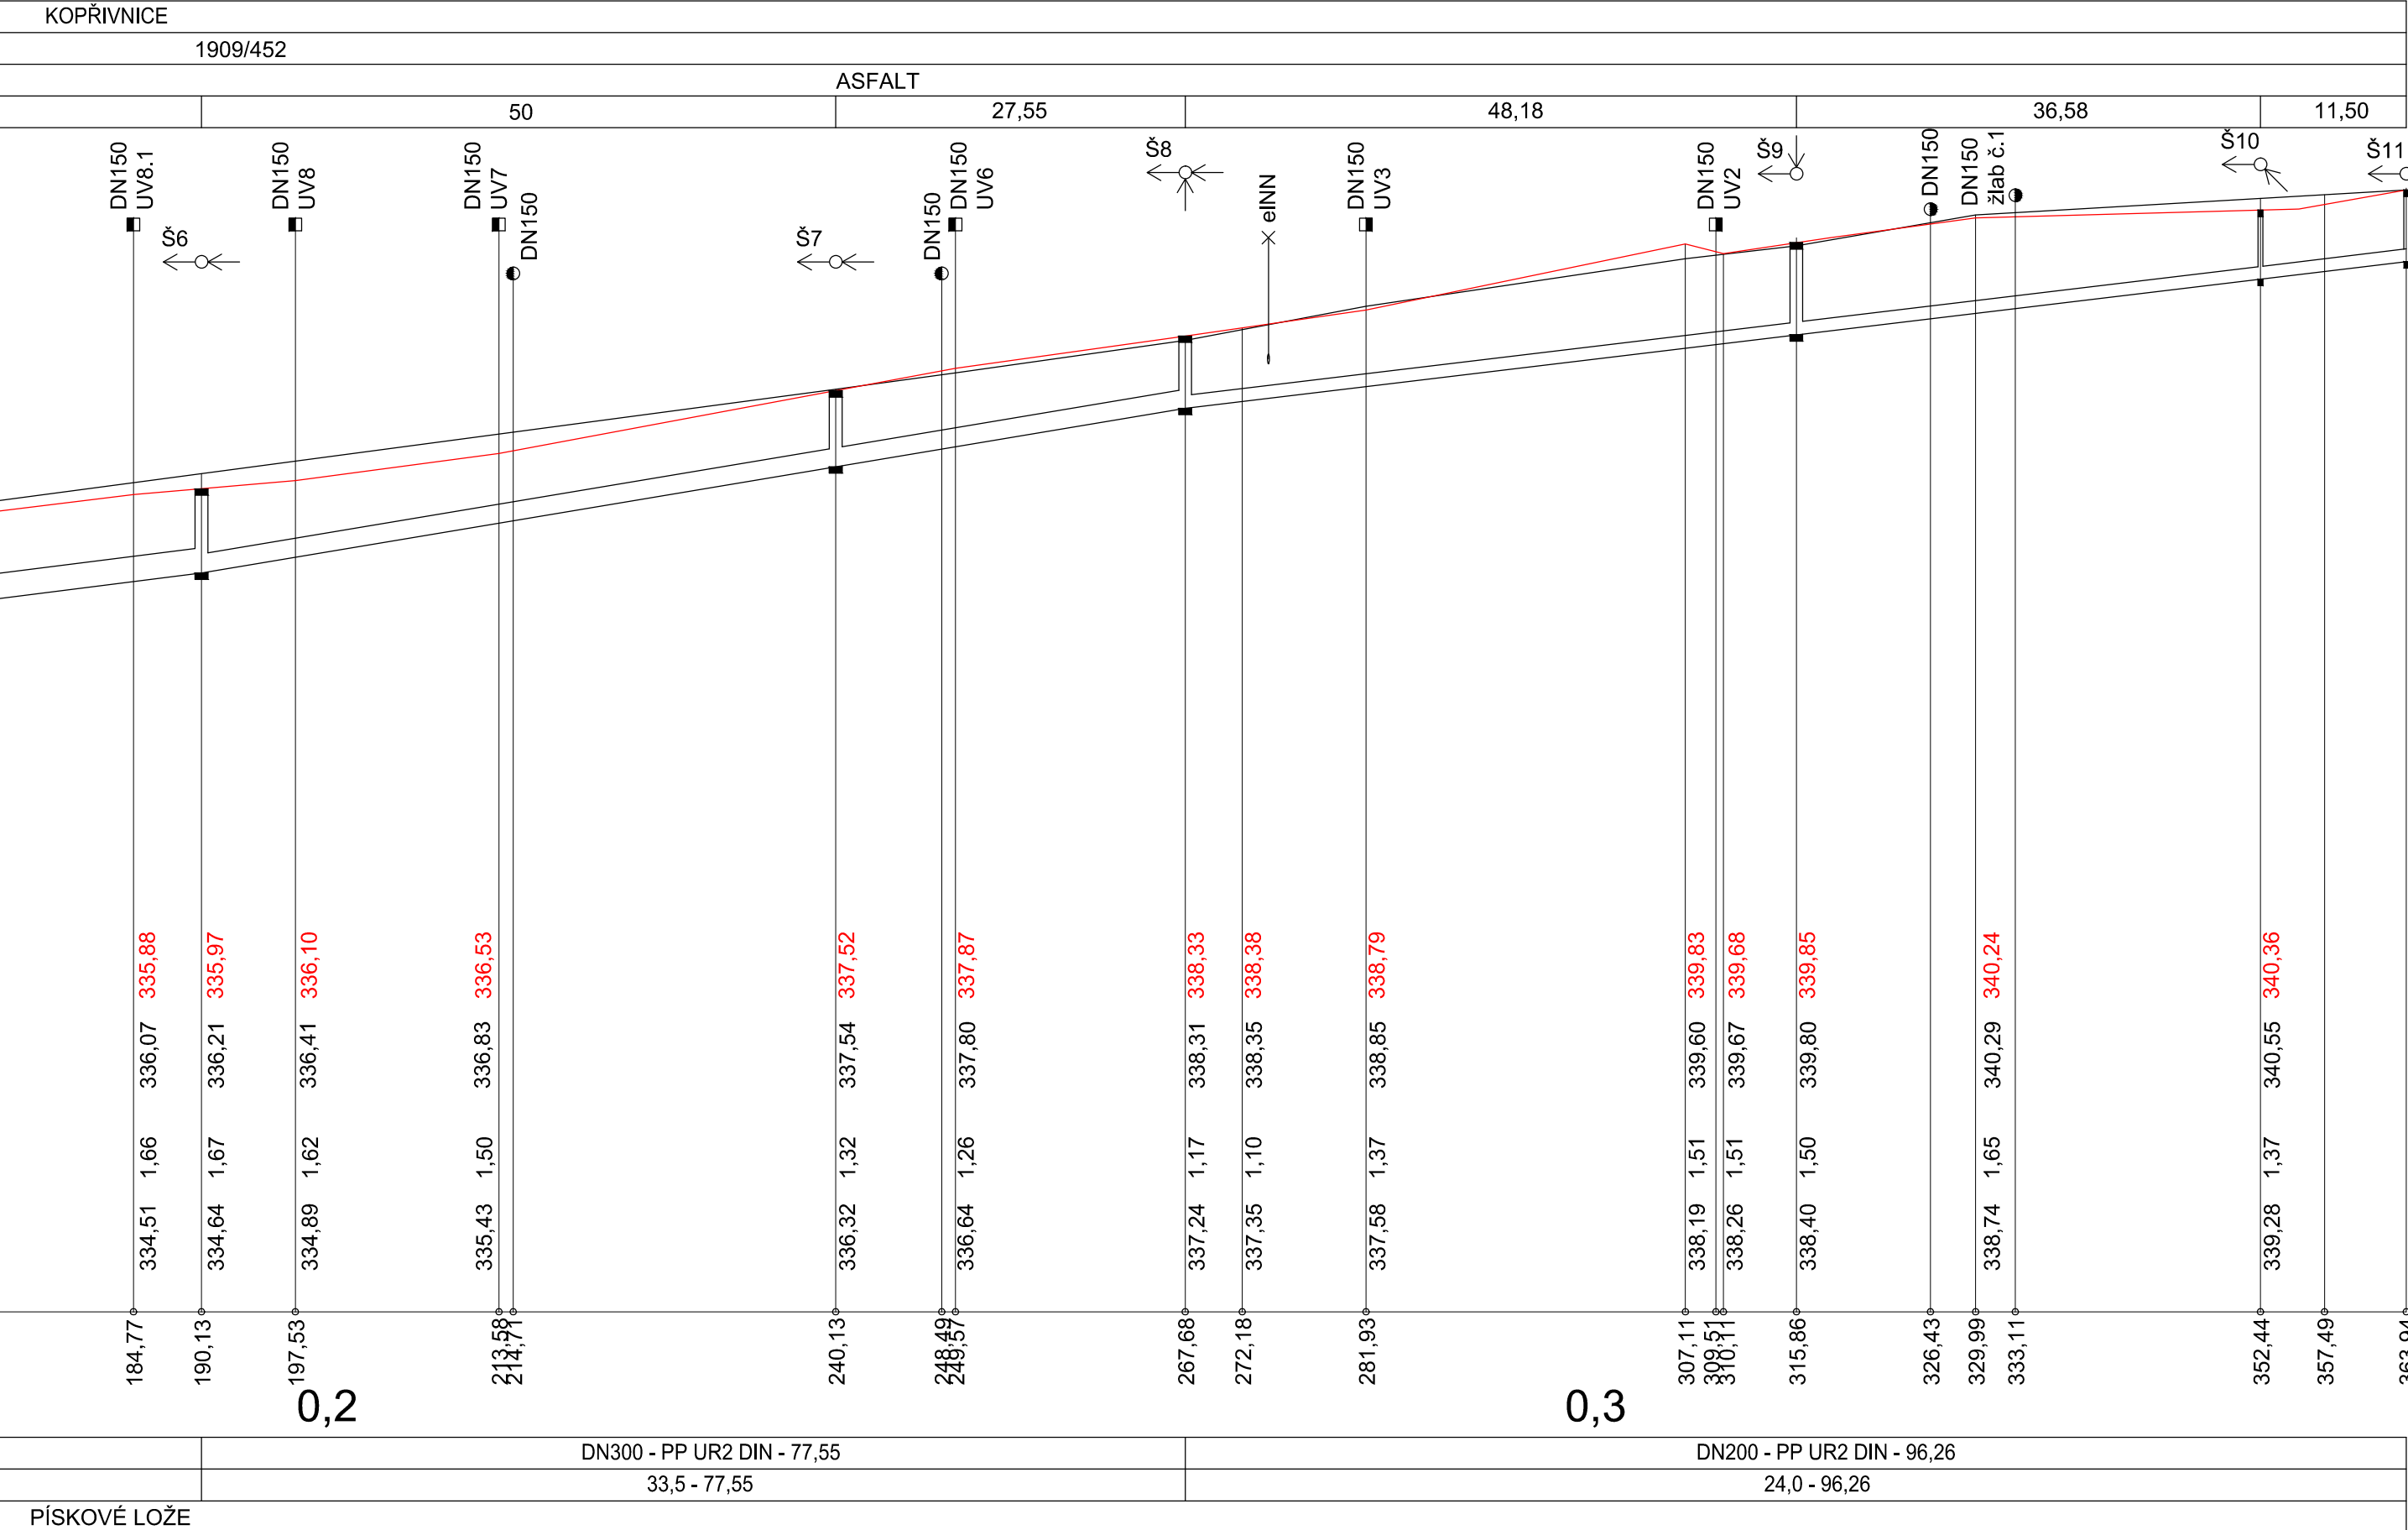 KOPŘIVNICE
1909/452
ASFALT
50
27,55
48,18
36,58
11,50
DN150
UV8.1
Š6
DN150
UV8
DN150
UV7
DN150
Š7
DN150
DN150
UV6
Š8
eINN
DN150
UV3
DN150
UV2
Š9
DN150
DN150
žlab č.1
Š10
Š11
335,88
335,97
336,10
336,53
337,52
337,87
338,33
338,38
338,79
339,83
339,68
339,85
340,24
340,36
336,07
336,21
336,41
336,83
337,54
337,80
338,31
338,35
338,85
339,60
339,67
339,80
340,29
340,55
1,66
1,67
1,62
1,50
1,32
1,26
1,17
1,10
1,37
1,51
1,51
1,50
1,65
1,37
334,51
334,64
334,89
335,43
336,32
336,64
337,24
337,35
337,58
338,19
338,26
338,40
338,74
339,28
184,77
190,13
197,53
213,58
214,71
240,13
248,49
249,57
267,68
272,18
281,93
307,11
309,51
310,11
315,86
326,43
329,99
333,11
352,44
357,49
363,94
0,2
0,3
DN300 - PP UR2 DIN - 77,55
DN200 - PP UR2 DIN - 96,26
33,5 - 77,55
24,0 - 96,26
PÍSKOVÉ LOŽE